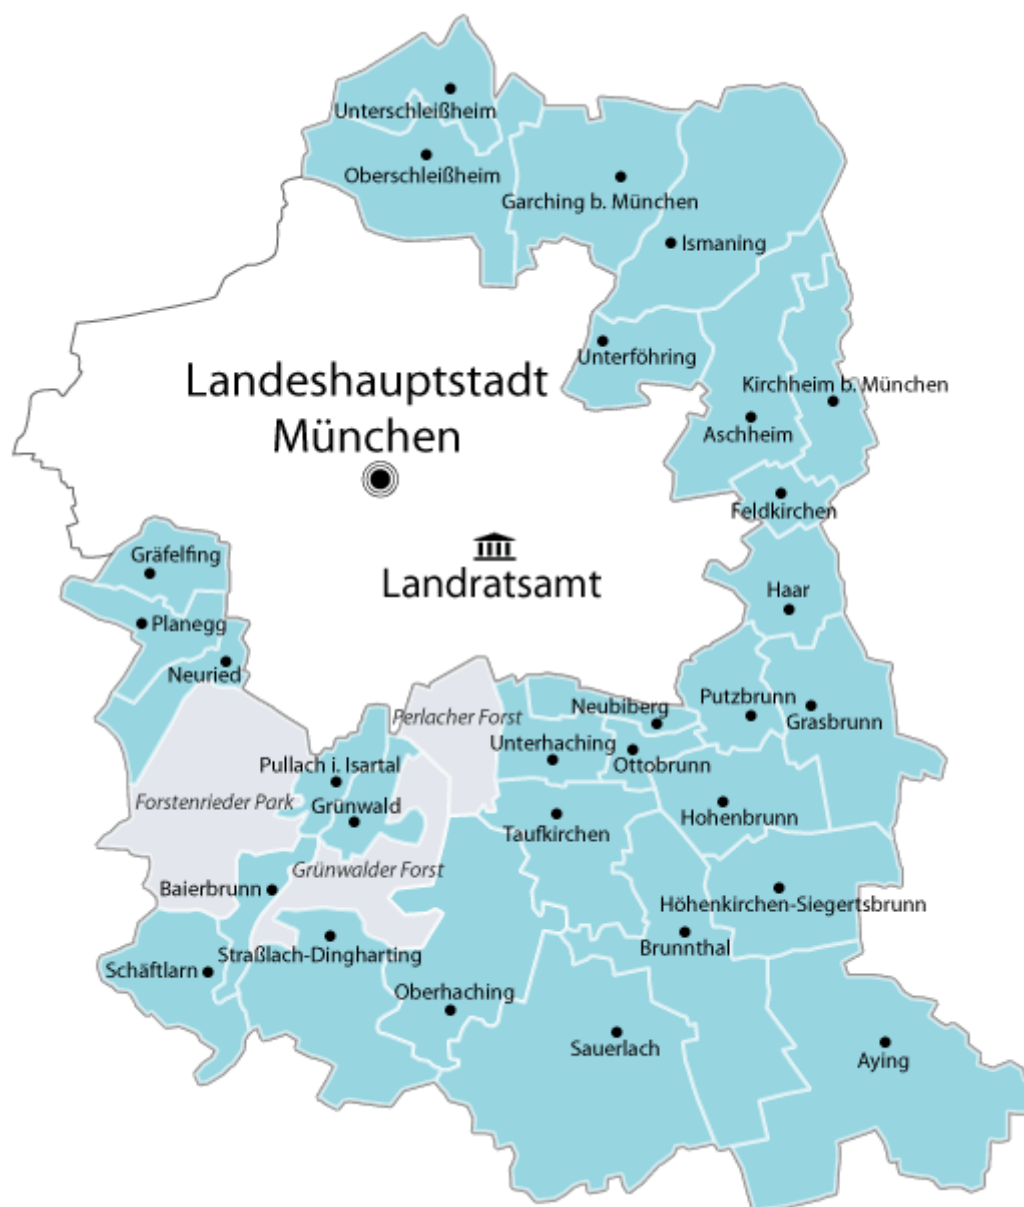 Unterschleißheim
Oberschleißheim
Garching b. München
Ismaning
Unterföhring
Landeshauptstadt
München
Kirchheim b. München
Aschheim
Feldkirchen
Gräfelfing
Landratsamt
Haar
Planegg
Neuried
Putzbrunn
Neubiberg
Perlacher Forst
Grasbrunn
Unterhaching
Pullach i. Isartal
Ottobrunn
Forstenrieder Park
Grünwald
Hohenbrunn
Taufkirchen
Grünwalder Forst
Baierbrunn
Höhenkirchen-Siegertsbrunn
Brunnthal
Straßlach-Dingharting
Schäftlarn
Oberhaching
Sauerlach
Aying